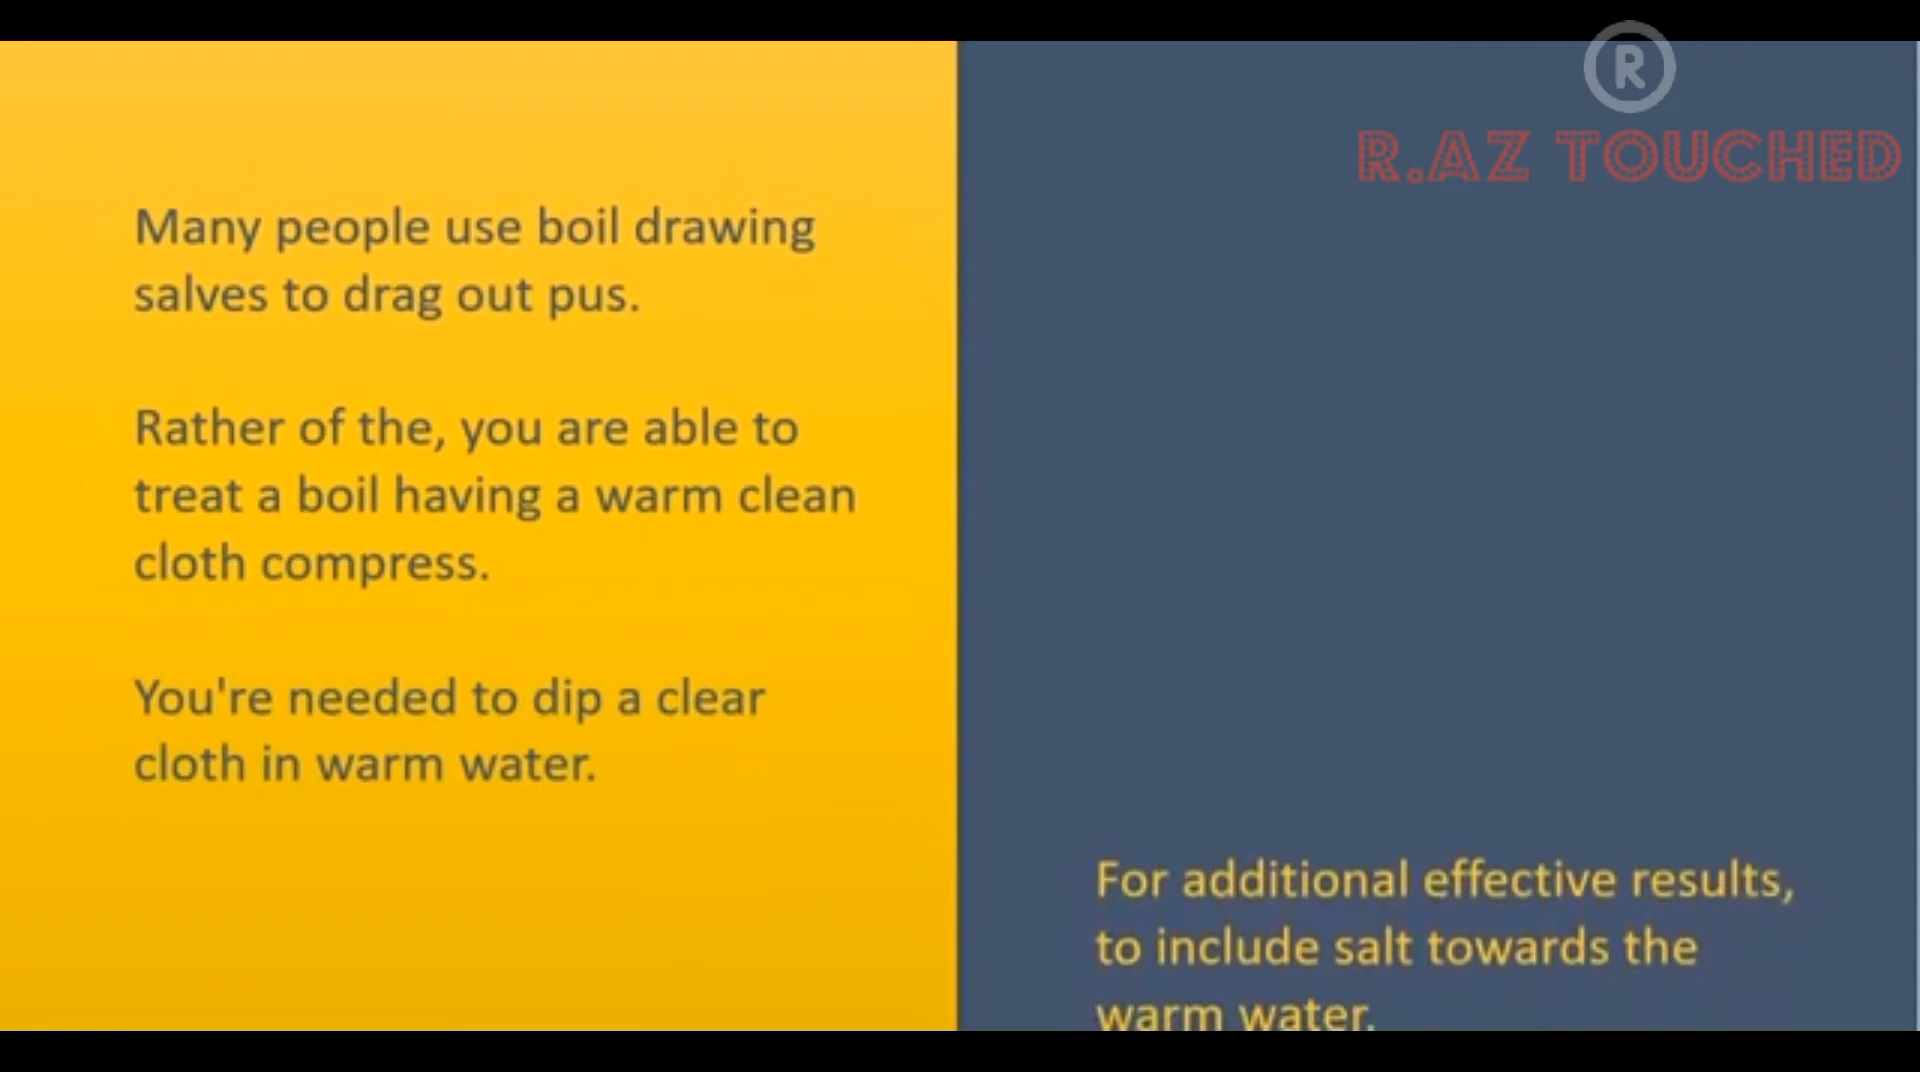 ®
R.AZ TOUCHED
Many people use boil drawing
salves to drag out pus.
Rather of the, you are able to
treat a boil having a warm clean
cloth compress.
You're needed to dip a clear
cloth in warm water.
For additional effective results,
to include salt towards the
warm water.